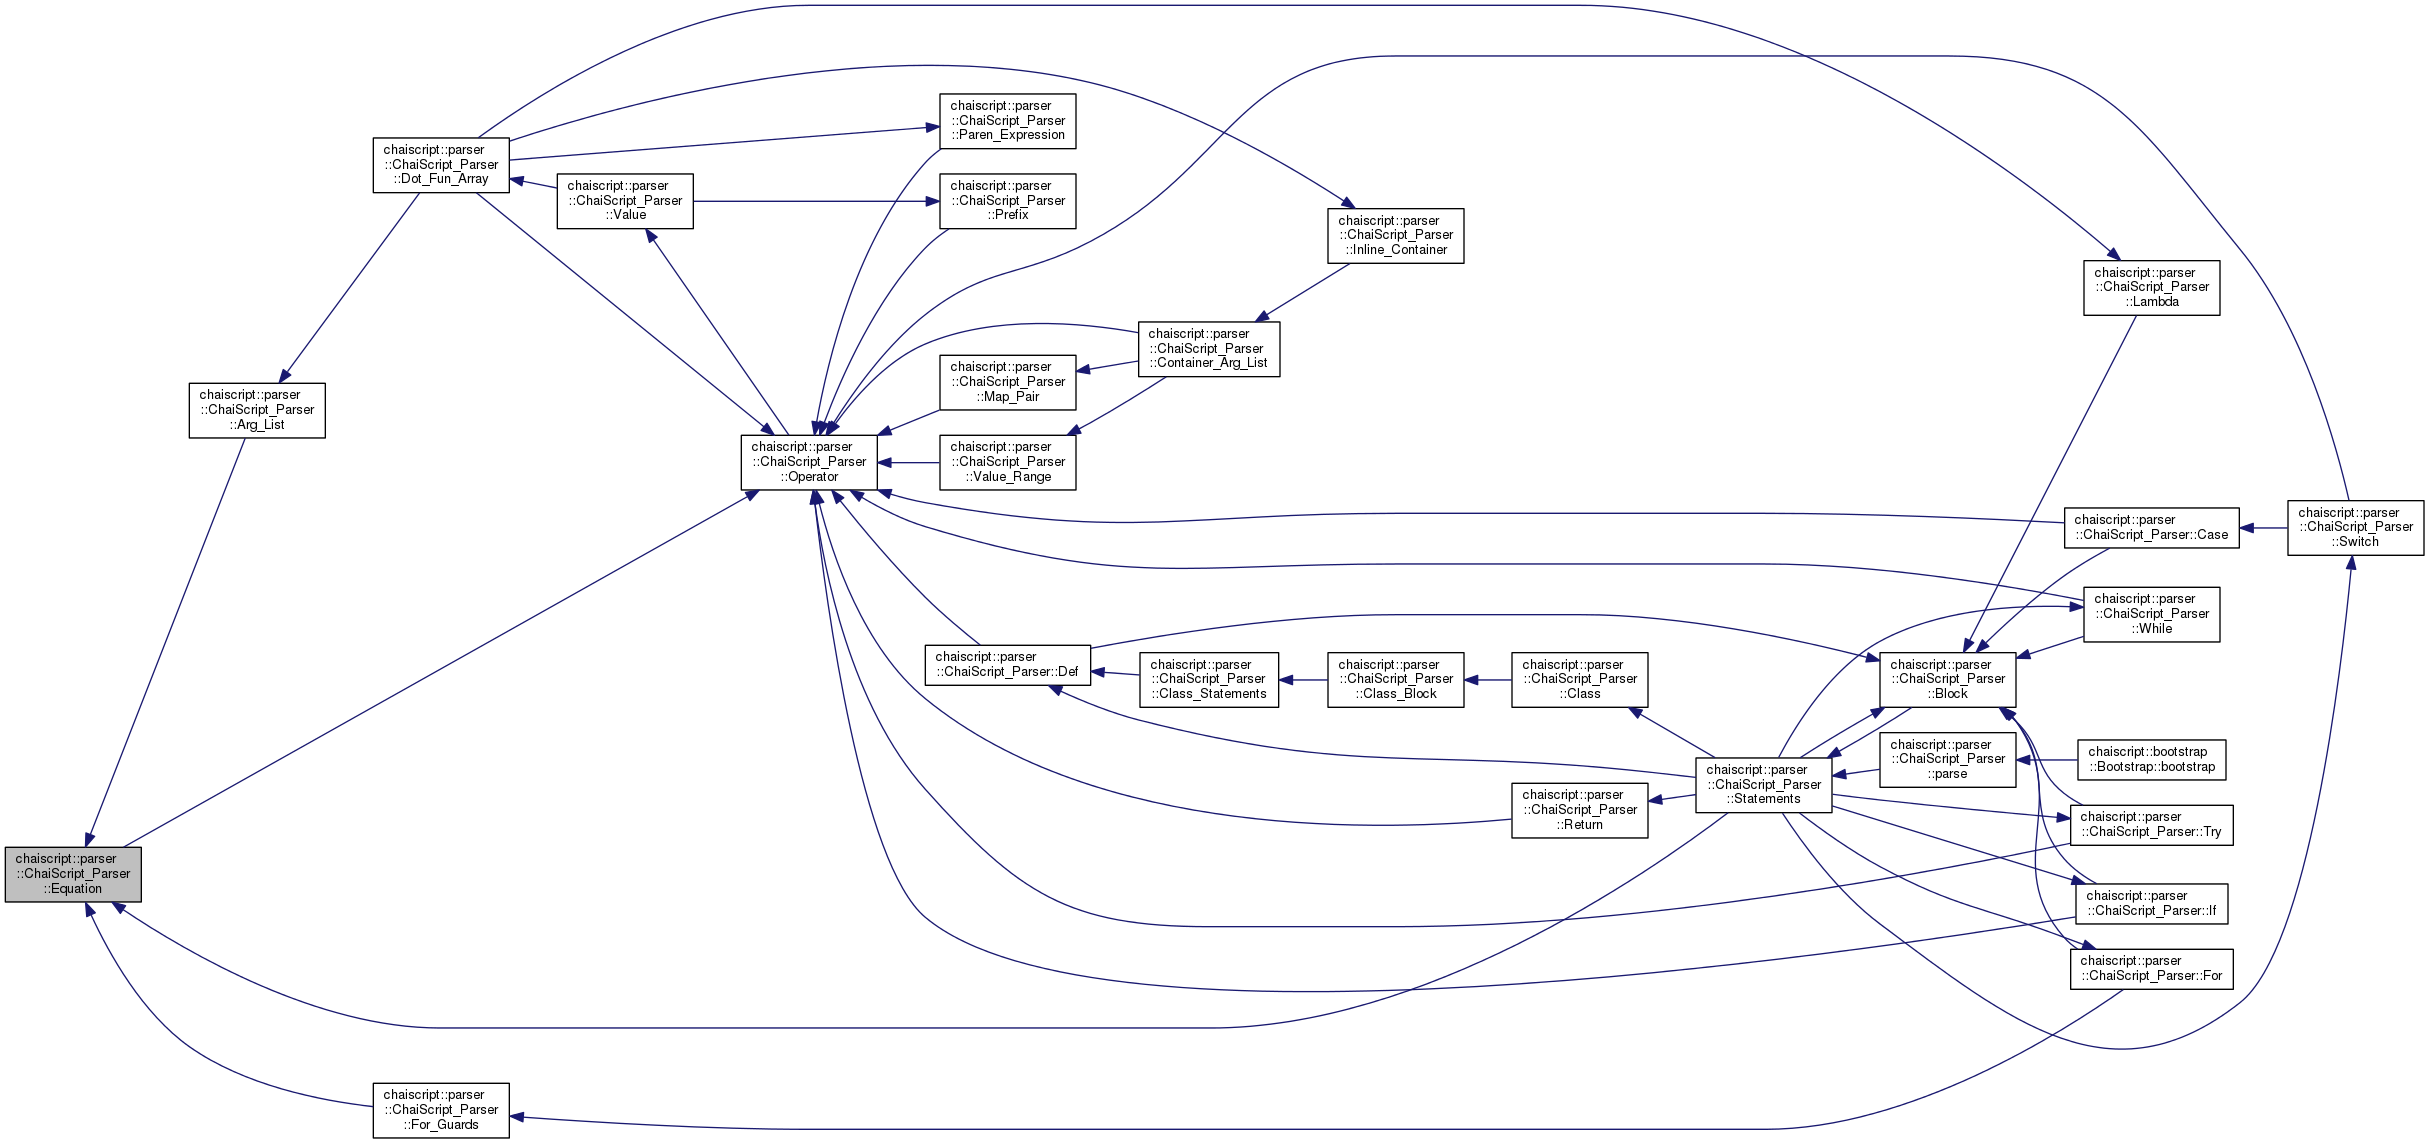 chaiscript::parser
::ChaiScript_Parser
::Paren_Expression
chaiscript::parser
::ChaiScript_Parser
::Dot_Fun_Array
chaiscript::parser
::ChaiScript_Parser
::Value
chaiscript::parser
::ChaiScript_Parser
::Prefix
chaiscript::parser
::ChaiScript_Parser
::Inline_Container
chaiscript::parser
::ChaiScript_Parser
::Lambda
chaiscript::parser
::ChaiScript_Parser
::Container_Arg_List
chaiscript::parser
::ChaiScript_Parser
::Map_Pair
chaiscript::parser
::ChaiScript_Parser
::Arg_List
chaiscript::parser
::ChaiScript_Parser
::Operator
chaiscript::parser
::ChaiScript_Parser
::Value_Range
chaiscript::parser
::ChaiScript_Parser::Case
chaiscript::parser
::ChaiScript_Parser
::Switch
chaiscript::parser
::ChaiScript_Parser
::While
chaiscript::parser
::ChaiScript_Parser::Def
chaiscript::parser
::ChaiScript_Parser
::Class_Statements
chaiscript::parser
::ChaiScript_Parser
::Class_Block
chaiscript::parser
::ChaiScript_Parser
::Class
chaiscript::parser
::ChaiScript_Parser
::Block
chaiscript::parser
::ChaiScript_Parser
::parse
chaiscript::bootstrap
::Bootstrap::bootstrap
chaiscript::parser
::ChaiScript_Parser
::Statements
chaiscript::parser
::ChaiScript_Parser
::Return
chaiscript::parser
::ChaiScript_Parser::Try
chaiscript::parser
::ChaiScript_Parser
::Equation
chaiscript::parser
::ChaiScript_Parser::If
chaiscript::parser
::ChaiScript_Parser::For
chaiscript::parser
::ChaiScript_Parser
::For_Guards